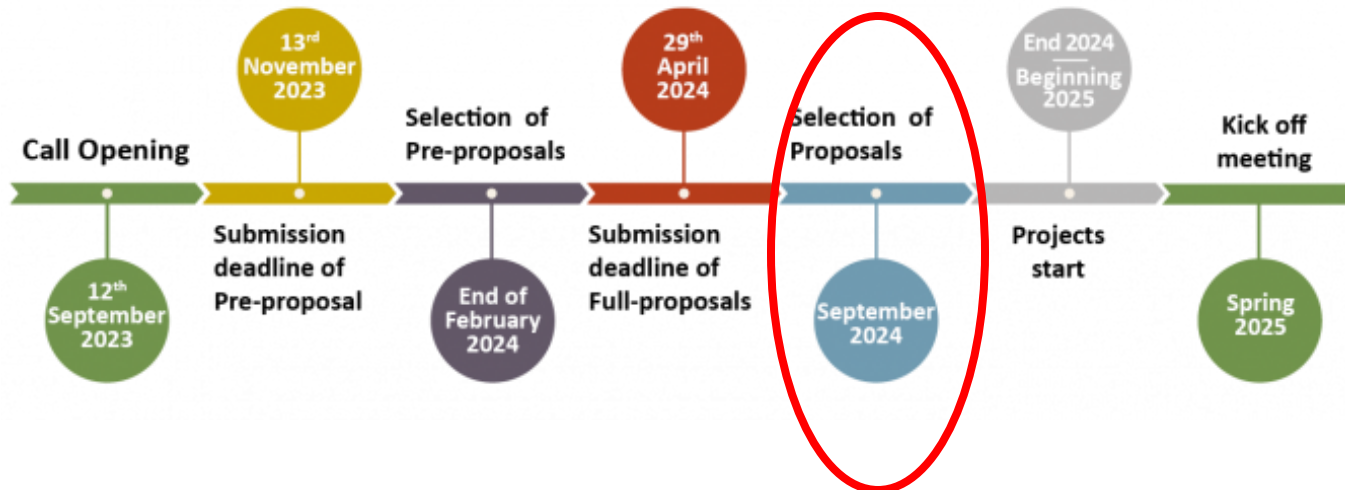 Call Opening
12th
September
2023
13rd
November
2023
Submission
deadline of
Pre-proposal
Selection of
Pre-proposals
End of
February
2024
29th
April
2024
Submission
deadline of
Full-proposals
Selection of
Proposals
September
2024
End 2024
Beginning
2025
Projects
start
Kick off
meeting
Spring
2025